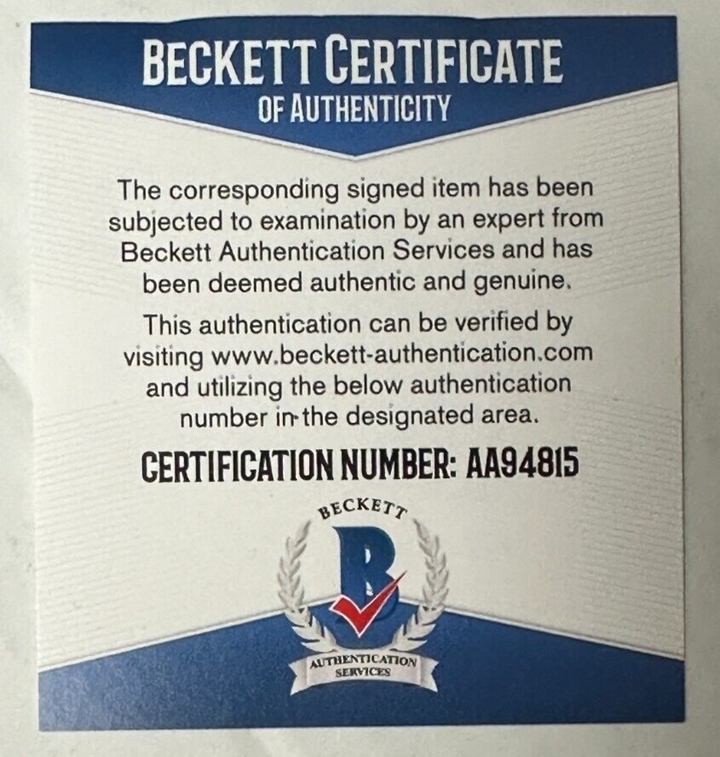 BECKETT CERTIFICATE
OF AUTHENTICITY
The corresponding signed item has been
subjected to examination by an expert from
Beckett Authentication Services and has
been deemed authentic and genuine.
This authentication can be verified by
visiting www.beckett-authentication.com
and utilizing the below authentication
number in the designated area.
CERTIFICATION NUMBER: AA94815
BECKETT
B
AUTHENTICATION
SERVICES